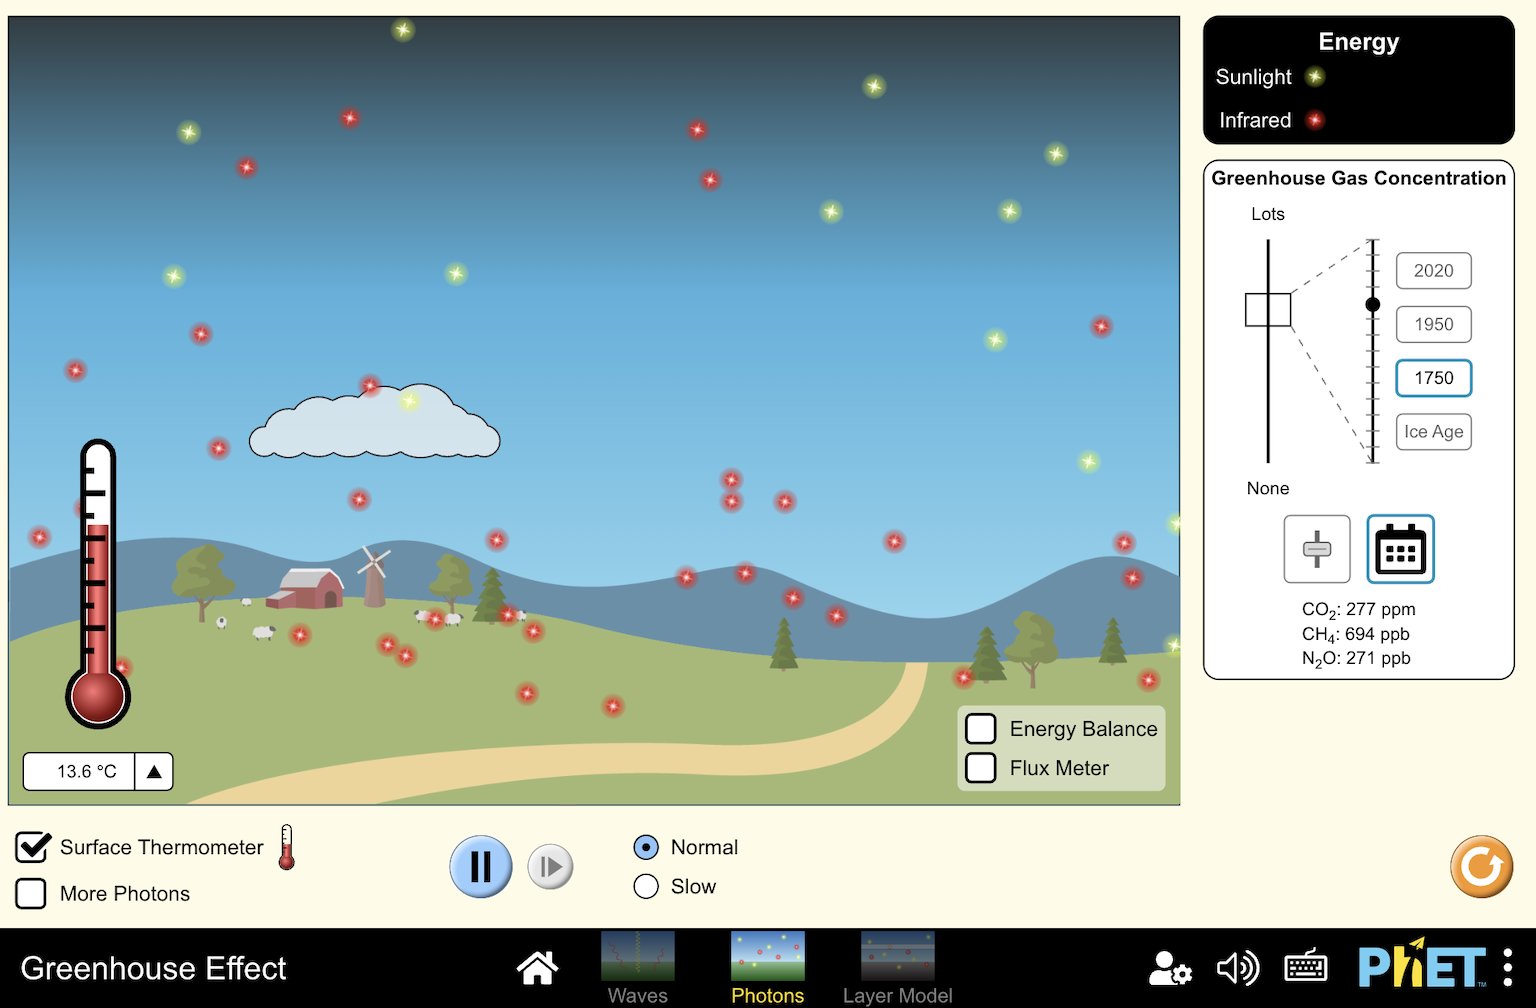 Energy
Sunlight
Infrared
Greenhouse Gas Concentration
Lots
2020
1950
1750
Ice Age
None
CO₂: 277 ppm
CH₄: 694 ppb
N₂O: 271 ppb
13.6 °C
Energy Balance
Flux Meter
Surface Thermometer
More Photons
Normal
Slow
Greenhouse Effect
Waves
Photons
Layer Model
PhET™